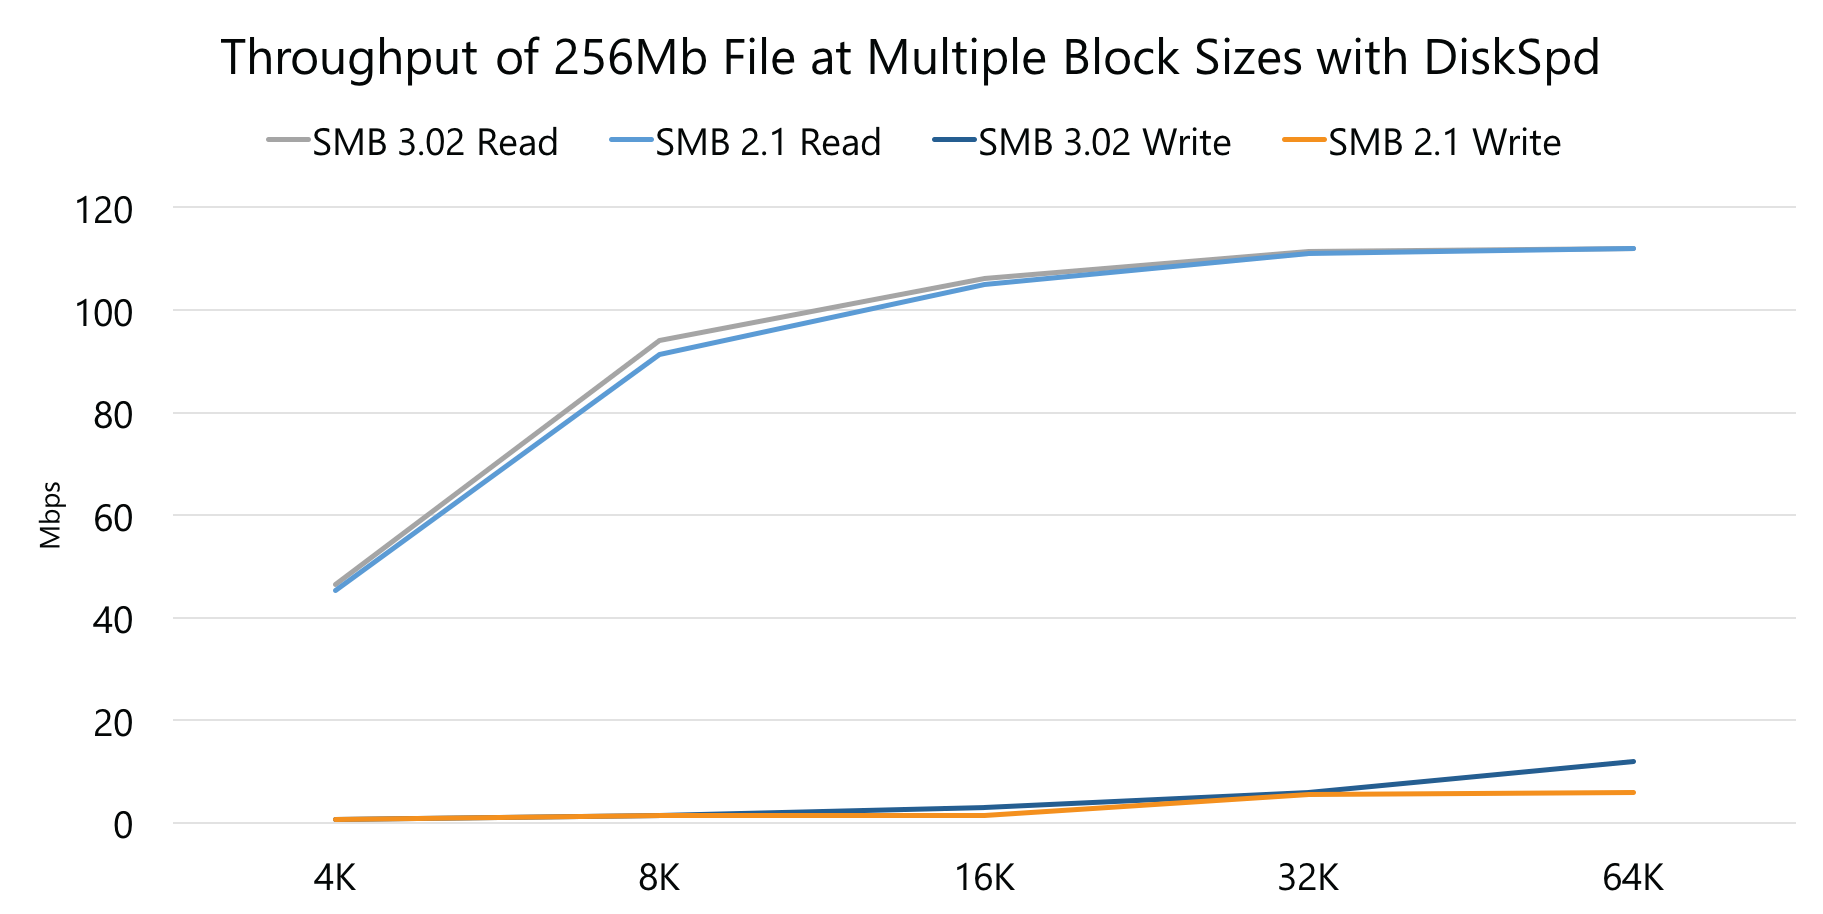 Throughput of 256Mb File at Multiple Block Sizes with DiskSpd
SMB 3.02 Read SMB 2.1 Read SMB 3.02 Write SMB 2.1 Write
120
100
80
60
40
20
0
Mbps
4K 8K 16K 32K 64K